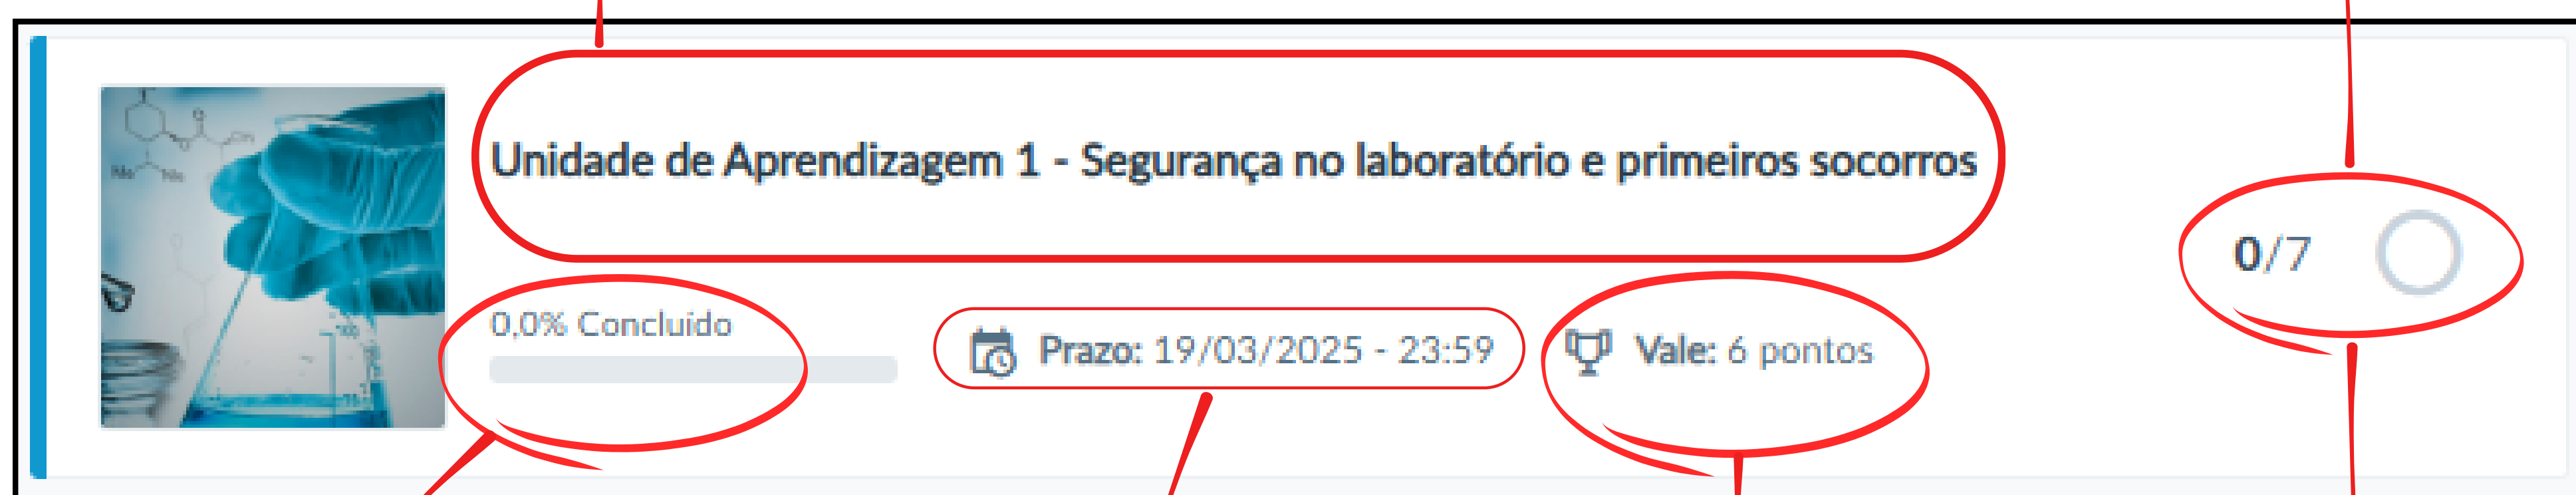 Unidade de Aprendizagem 1 - Segurança no laboratório e primeiros socorros
0/7
0,0% Concluído
Prazo: 19/03/2025 - 23:59
Vale: 6 pontos